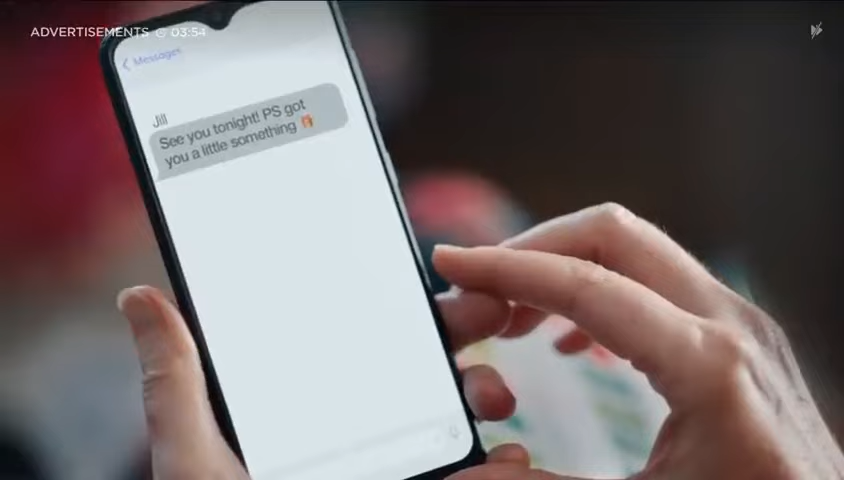 ADVERTISEMENTS 03:54
Messages
Jill
See you tonight! PS got
you a little something 🎁